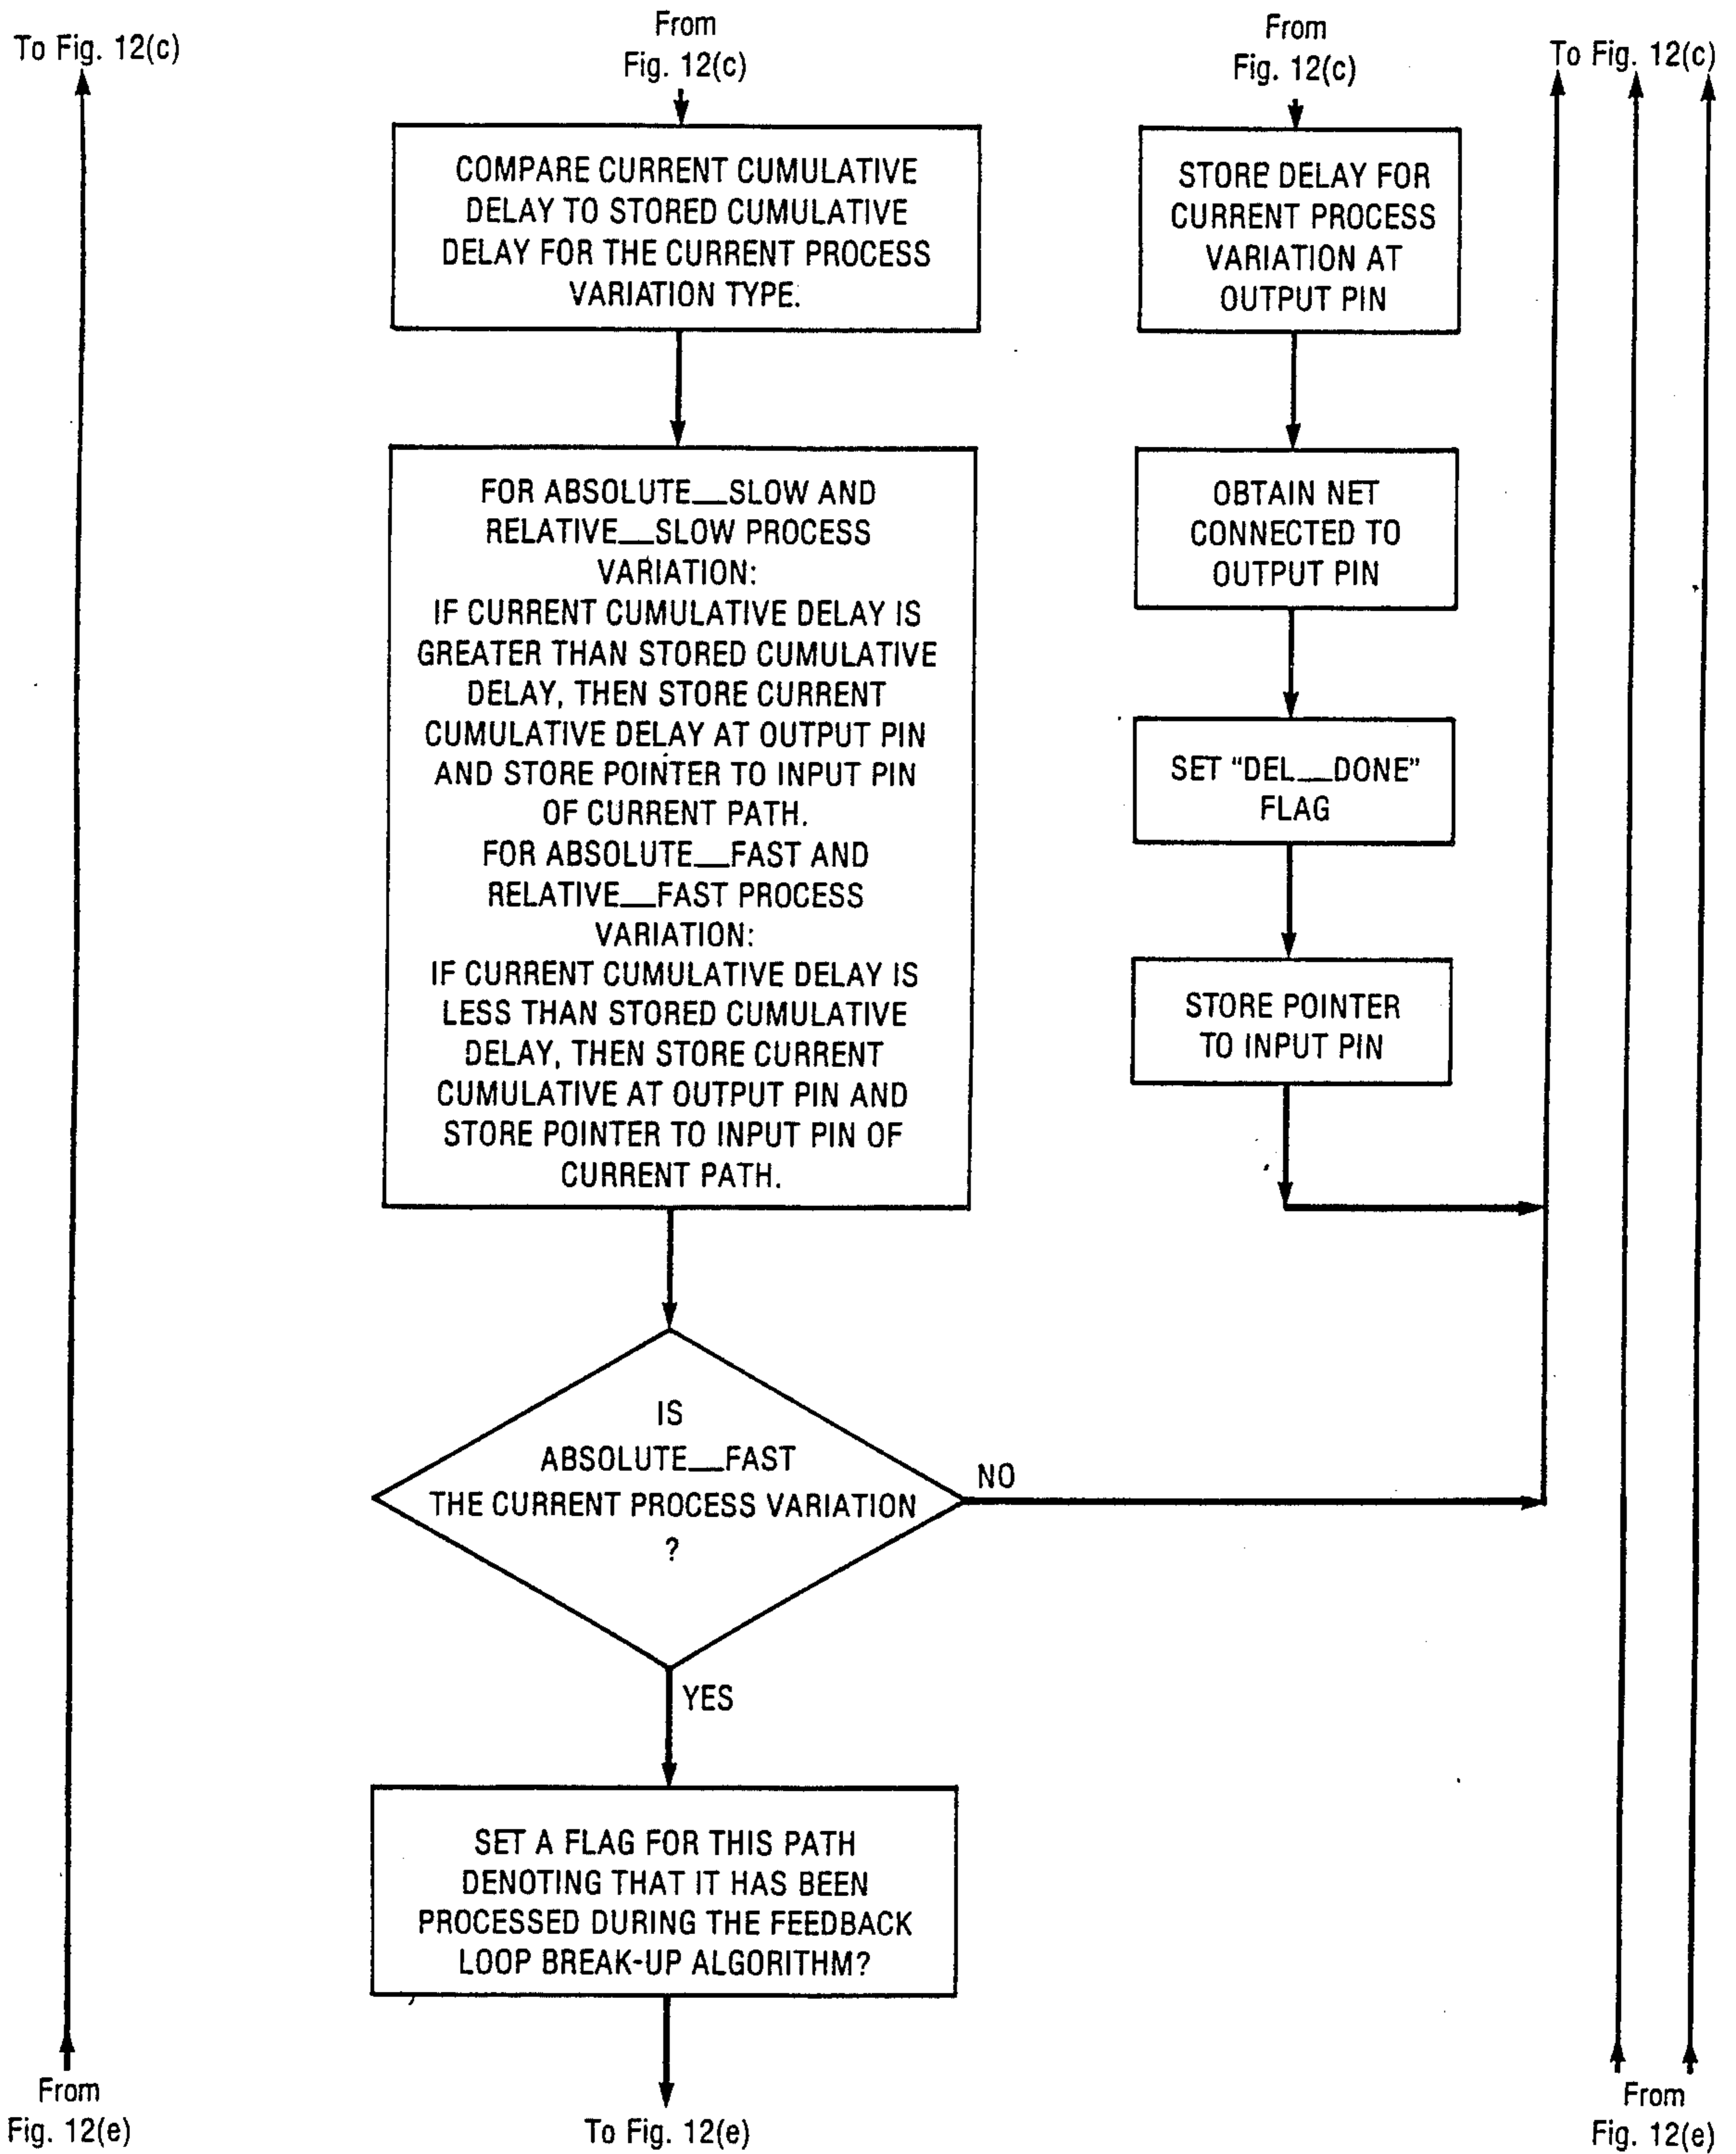 To Fig. 12(c)
From
Fig. 12(c)
From
Fig. 12(c)
To Fig. 12(c)
COMPARE CURRENT CUMULATIVE
DELAY TO STORED CUMULATIVE
DELAY FOR THE CURRENT PROCESS
VARIATION TYPE.
STORE DELAY FOR
CURRENT PROCESS
VARIATION AT
OUTPUT PIN
FOR ABSOLUTE__SLOW AND
RELATIVE__SLOW PROCESS
VARIATION:
IF CURRENT CUMULATIVE DELAY IS
GREATER THAN STORED CUMULATIVE
DELAY, THEN STORE CURRENT
CUMULATIVE DELAY AT OUTPUT PIN
AND STORE POINTER TO INPUT PIN
OF CURRENT PATH.
FOR ABSOLUTE__FAST AND
RELATIVE__FAST PROCESS
VARIATION:
IF CURRENT CUMULATIVE DELAY IS
LESS THAN STORED CUMULATIVE
DELAY, THEN STORE CURRENT
CUMULATIVE AT OUTPUT PIN AND
STORE POINTER TO INPUT PIN OF
CURRENT PATH.
OBTAIN NET
CONNECTED TO
OUTPUT PIN
SET “DEL__DONE”
FLAG
STORE POINTER
TO INPUT PIN
IS
ABSOLUTE__FAST
THE CURRENT PROCESS VARIATION
?
NO
YES
SET A FLAG FOR THIS PATH
DENOTING THAT IT HAS BEEN
PROCESSED DURING THE FEEDBACK
LOOP BREAK-UP ALGORITHM?
From
Fig. 12(e)
To Fig. 12(e)
From
Fig. 12(e)